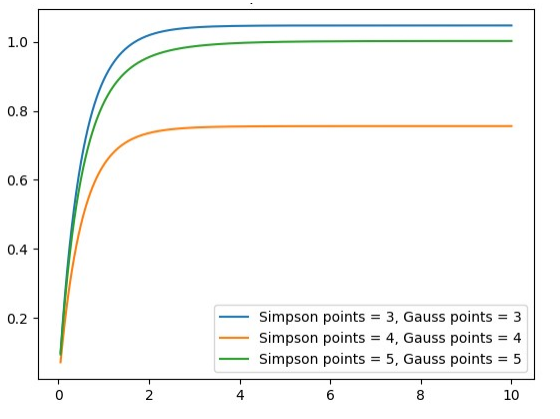 1.0
0.8
0.6
0.4
0.2
Simpson points = 3, Gauss points = 3
Simpson points = 4, Gauss points = 4
Simpson points = 5, Gauss points = 5
0 2 4 6 8 10